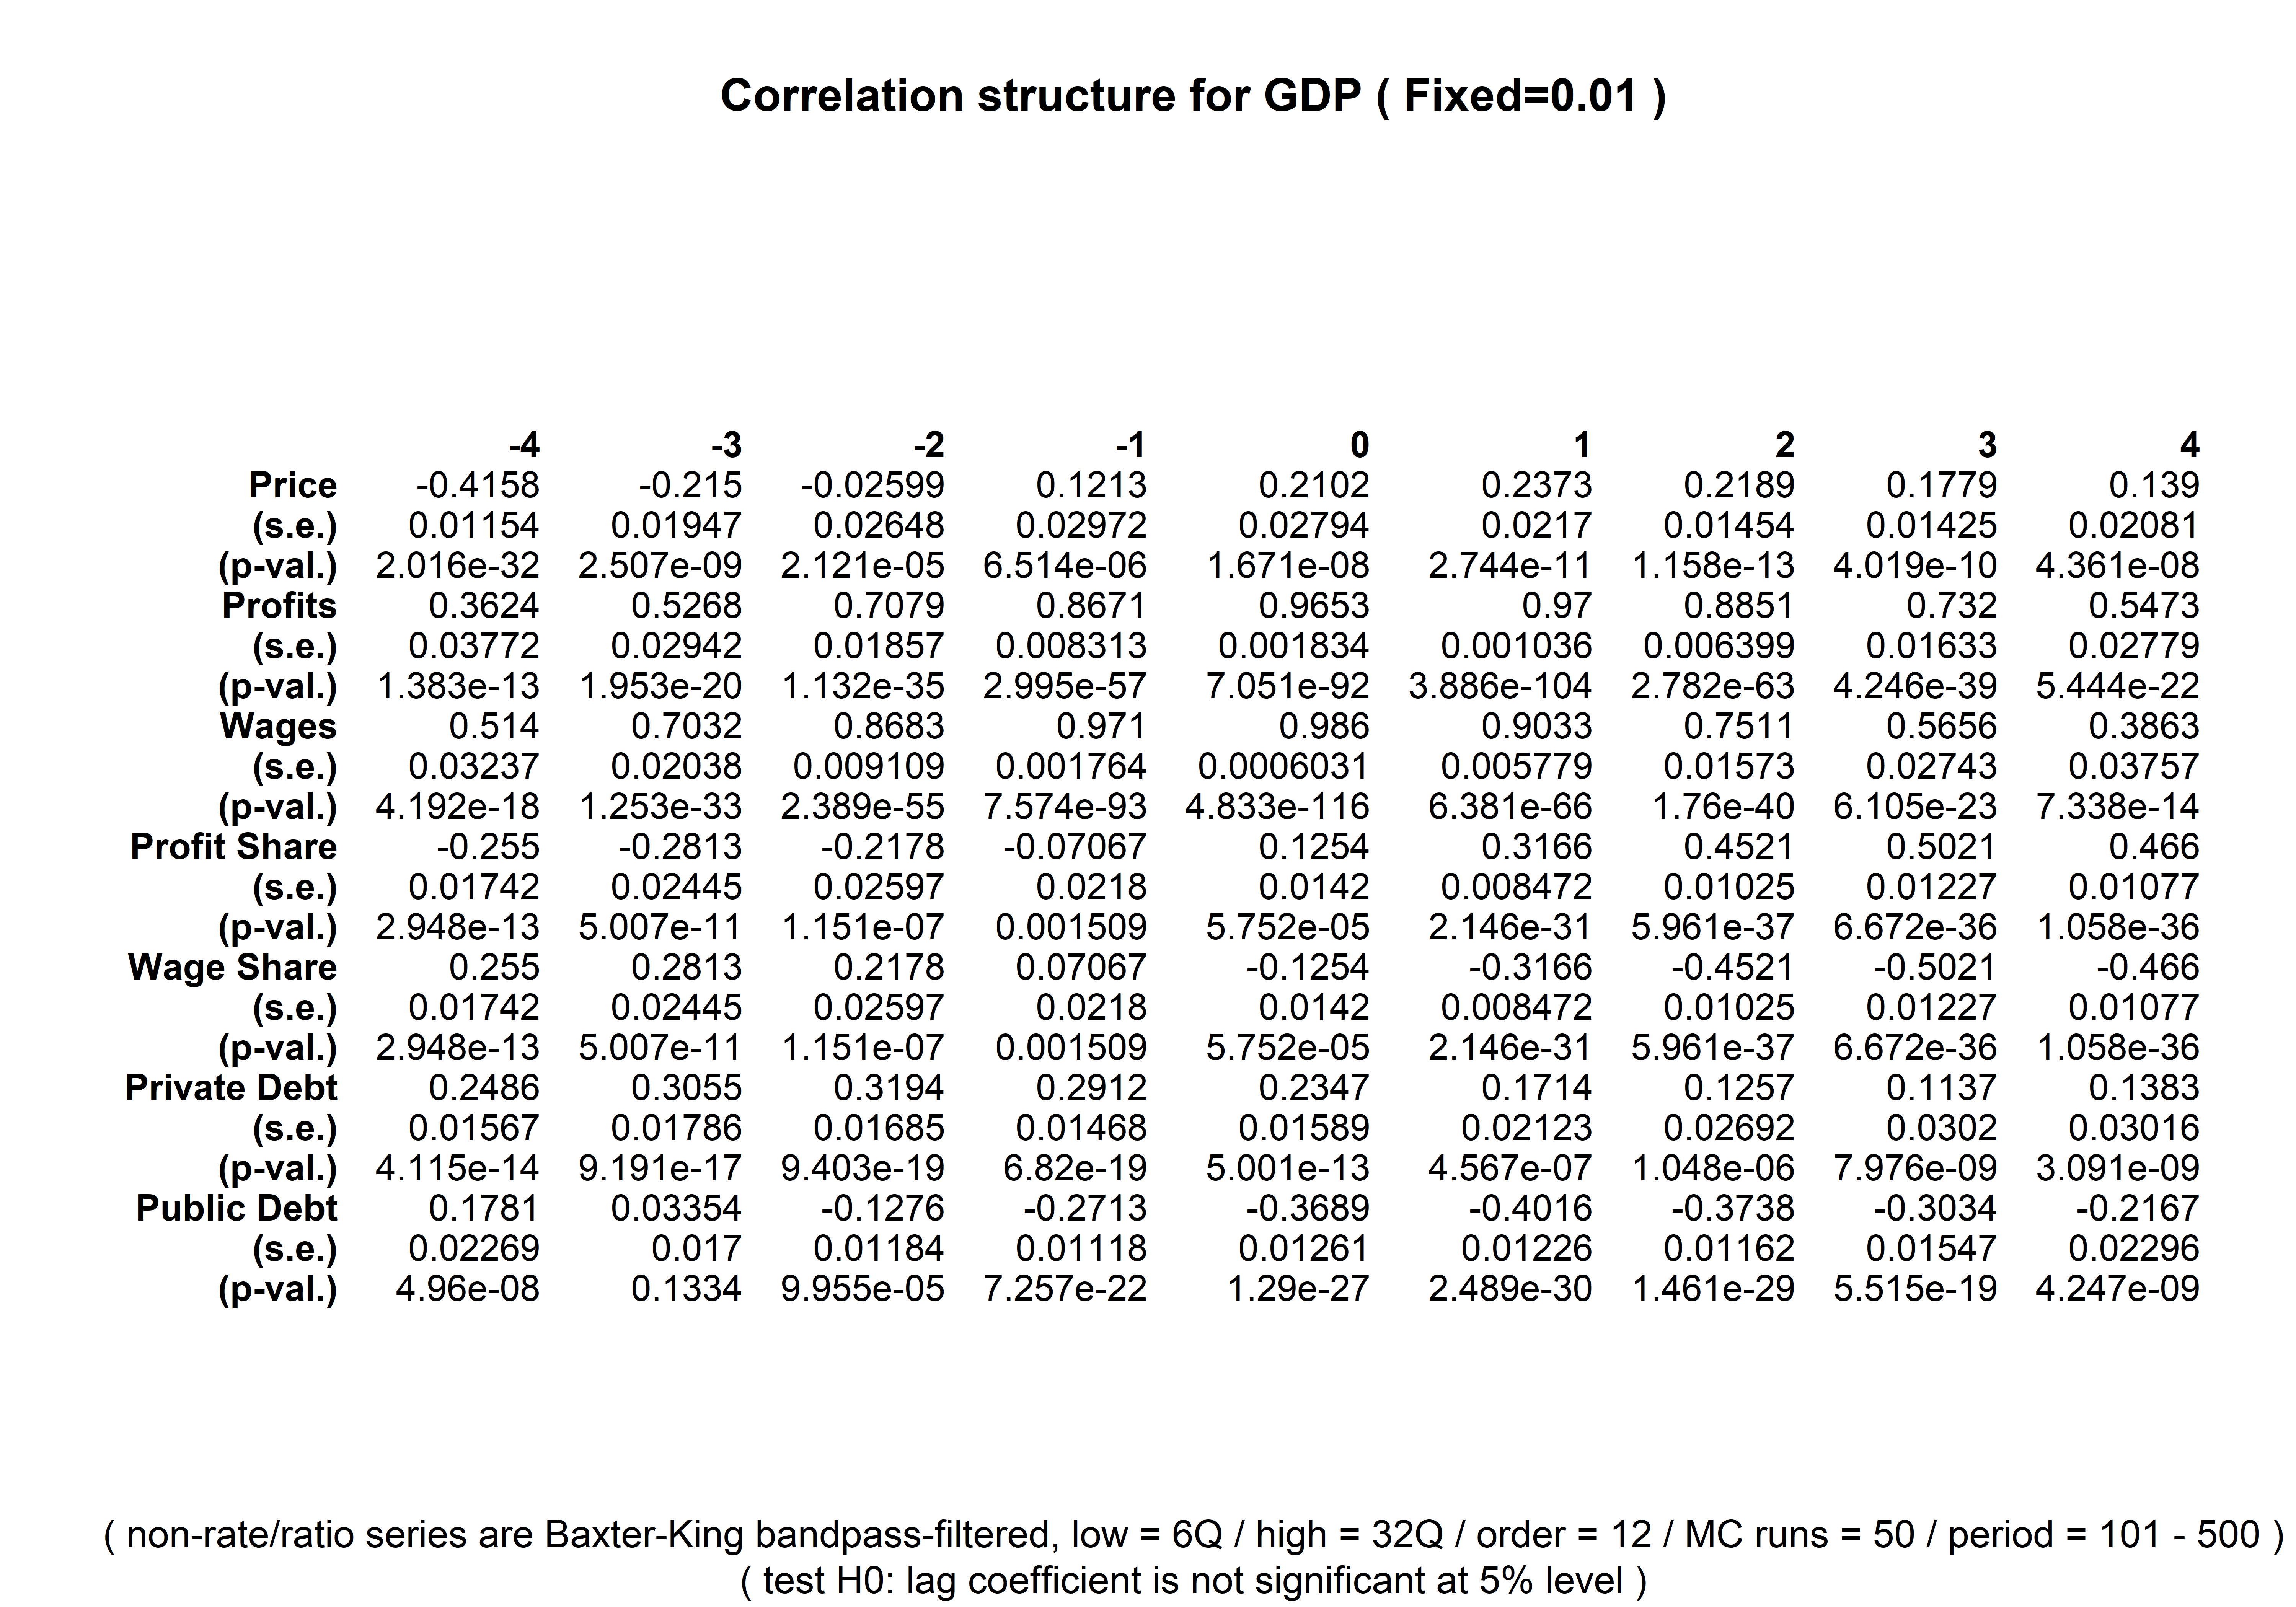 Correlation structure for GDP ( Fixed=0.01 )
-4 -3 -2 -1 0 1 2 3 4
Price -0.4158 -0.215 -0.02599 0.1213 0.2102 0.2373 0.2189 0.1779 0.139
(s.e.) 0.01154 0.01947 0.02648 0.02972 0.02794 0.0217 0.01454 0.01425 0.02081
(p-val.) 2.016e-32 2.507e-09 2.121e-05 6.514e-06 1.671e-08 2.744e-11 1.158e-13 4.019e-10 4.361e-08
Profits 0.3624 0.5268 0.7079 0.8671 0.9653 0.97 0.8851 0.732 0.5473
(s.e.) 0.03772 0.02942 0.01857 0.008313 0.001834 0.001036 0.006399 0.01633 0.02779
(p-val.) 1.383e-13 1.953e-20 1.132e-35 2.995e-57 7.051e-92 3.886e-104 2.782e-63 4.246e-39 5.444e-22
Wages 0.514 0.7032 0.8683 0.971 0.986 0.9033 0.7511 0.5656 0.3863
(s.e.) 0.03237 0.02038 0.009109 0.001764 0.0006031 0.005779 0.01573 0.02743 0.03757
(p-val.) 4.192e-18 1.253e-33 2.389e-55 7.574e-93 4.833e-116 6.381e-66 1.76e-40 6.105e-23 7.338e-14
Profit Share -0.255 -0.2813 -0.2178 -0.07067 0.1254 0.3166 0.4521 0.5021 0.466
(s.e.) 0.01742 0.02445 0.02597 0.0218 0.0142 0.008472 0.01025 0.01227 0.01077
(p-val.) 2.948e-13 5.007e-11 1.151e-07 0.001509 5.752e-05 2.146e-31 5.961e-37 6.672e-36 1.058e-36
Wage Share 0.255 0.2813 0.2178 0.07067 -0.1254 -0.3166 -0.4521 -0.5021 -0.466
(s.e.) 0.01742 0.02445 0.02597 0.0218 0.0142 0.008472 0.01025 0.01227 0.01077
(p-val.) 2.948e-13 5.007e-11 1.151e-07 0.001509 5.752e-05 2.146e-31 5.961e-37 6.672e-36 1.058e-36
Private Debt 0.2486 0.3055 0.3194 0.2912 0.2347 0.1714 0.1257 0.1137 0.1383
(s.e.) 0.01567 0.01786 0.01685 0.01468 0.01589 0.02123 0.02692 0.0302 0.03016
(p-val.) 4.115e-14 9.191e-17 9.403e-19 6.82e-19 5.001e-13 4.567e-07 1.048e-06 7.976e-09 3.091e-09
Public Debt 0.1781 0.03354 -0.1276 -0.2713 -0.3689 -0.4016 -0.3738 -0.3034 -0.2167
(s.e.) 0.02269 0.017 0.01184 0.01118 0.01261 0.01226 0.01162 0.01547 0.02296
(p-val.) 4.96e-08 0.1334 9.955e-05 7.257e-22 1.29e-27 2.489e-30 1.461e-29 5.515e-19 4.247e-09
( non-rate/ratio series are Baxter-King bandpass-filtered, low = 6Q / high = 32Q / order = 12 / MC runs = 50 / period = 101 - 500 )
( test H0: lag coefficient is not significant at 5% level )